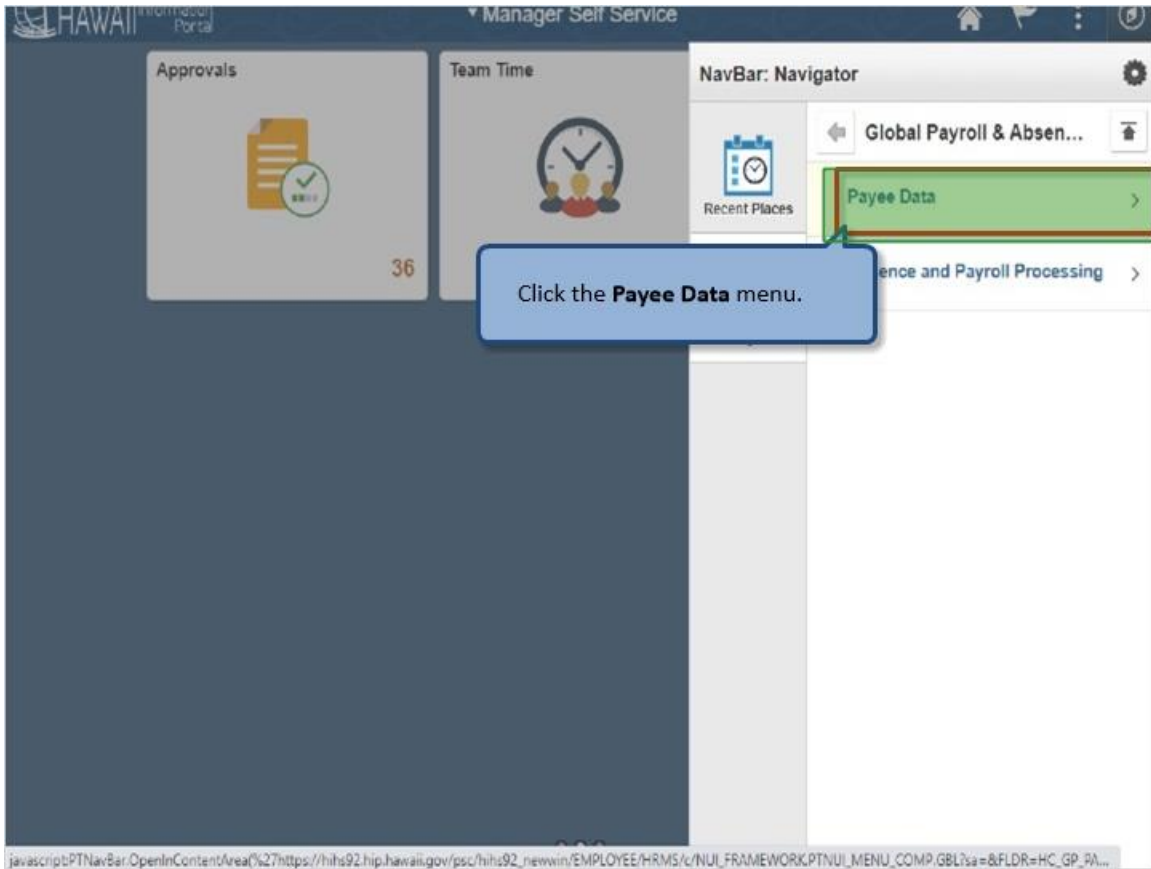 HAWAII Information
Portal
Manager Self Service
Approvals
36
Team Time
NavBar: Navigator
Recent Places
Global Payroll & Absen...
Payee Data
ence and Payroll Processing
Click the Payee Data menu.
javascript:PTNavBar.OpenInContentArea(%27https://hihs92.hip.hawaii.gov/psc/hihs92_newwin/EMPLOYEE/HRMS/c/NUI_FRAMEWORK.PTNUI_MENU_COMP.GBL?sa=&FLDR=HC_GP_PA...